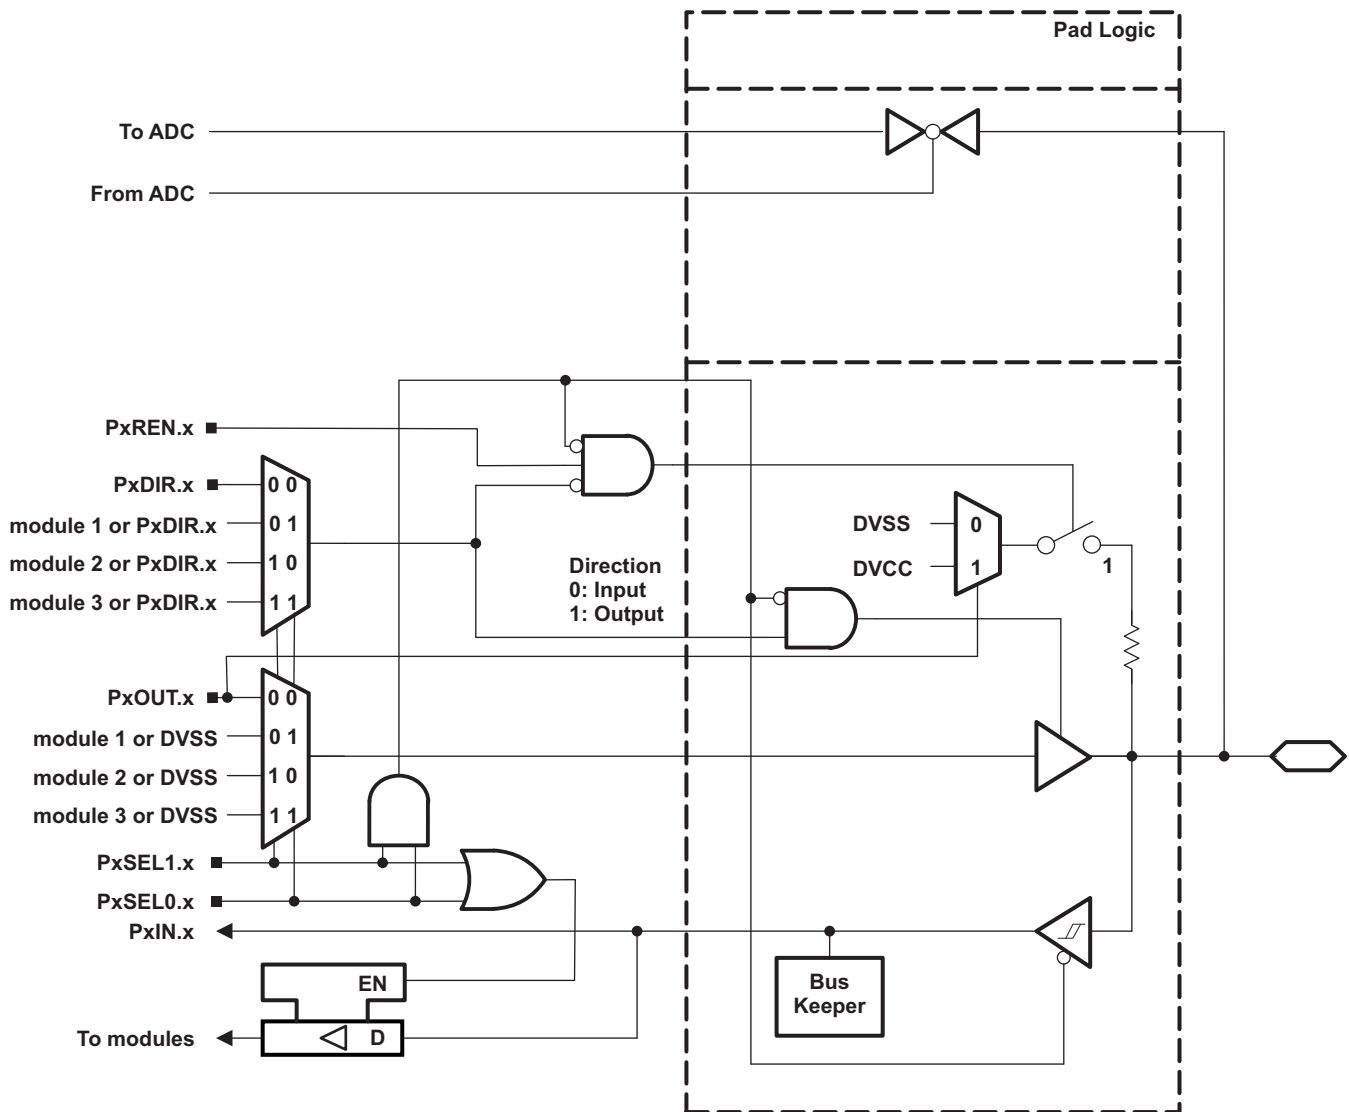 Pad Logic
To ADC
From ADC
PxREN.x
PxDIR.x
0 0
module 1 or PxDIR.x
0 1
module 2 or PxDIR.x
1 0
module 3 or PxDIR.x
1 1
Direction
0: Input
1: Output
DVSS
0
DVCC
1
1
PxOUT.x
0 0
module 1 or DVSS
0 1
module 2 or DVSS
1 0
module 3 or DVSS
1 1
PxSEL1.x
PxSEL0.x
PxIN.x
Bus
Keeper
EN
To modules
D